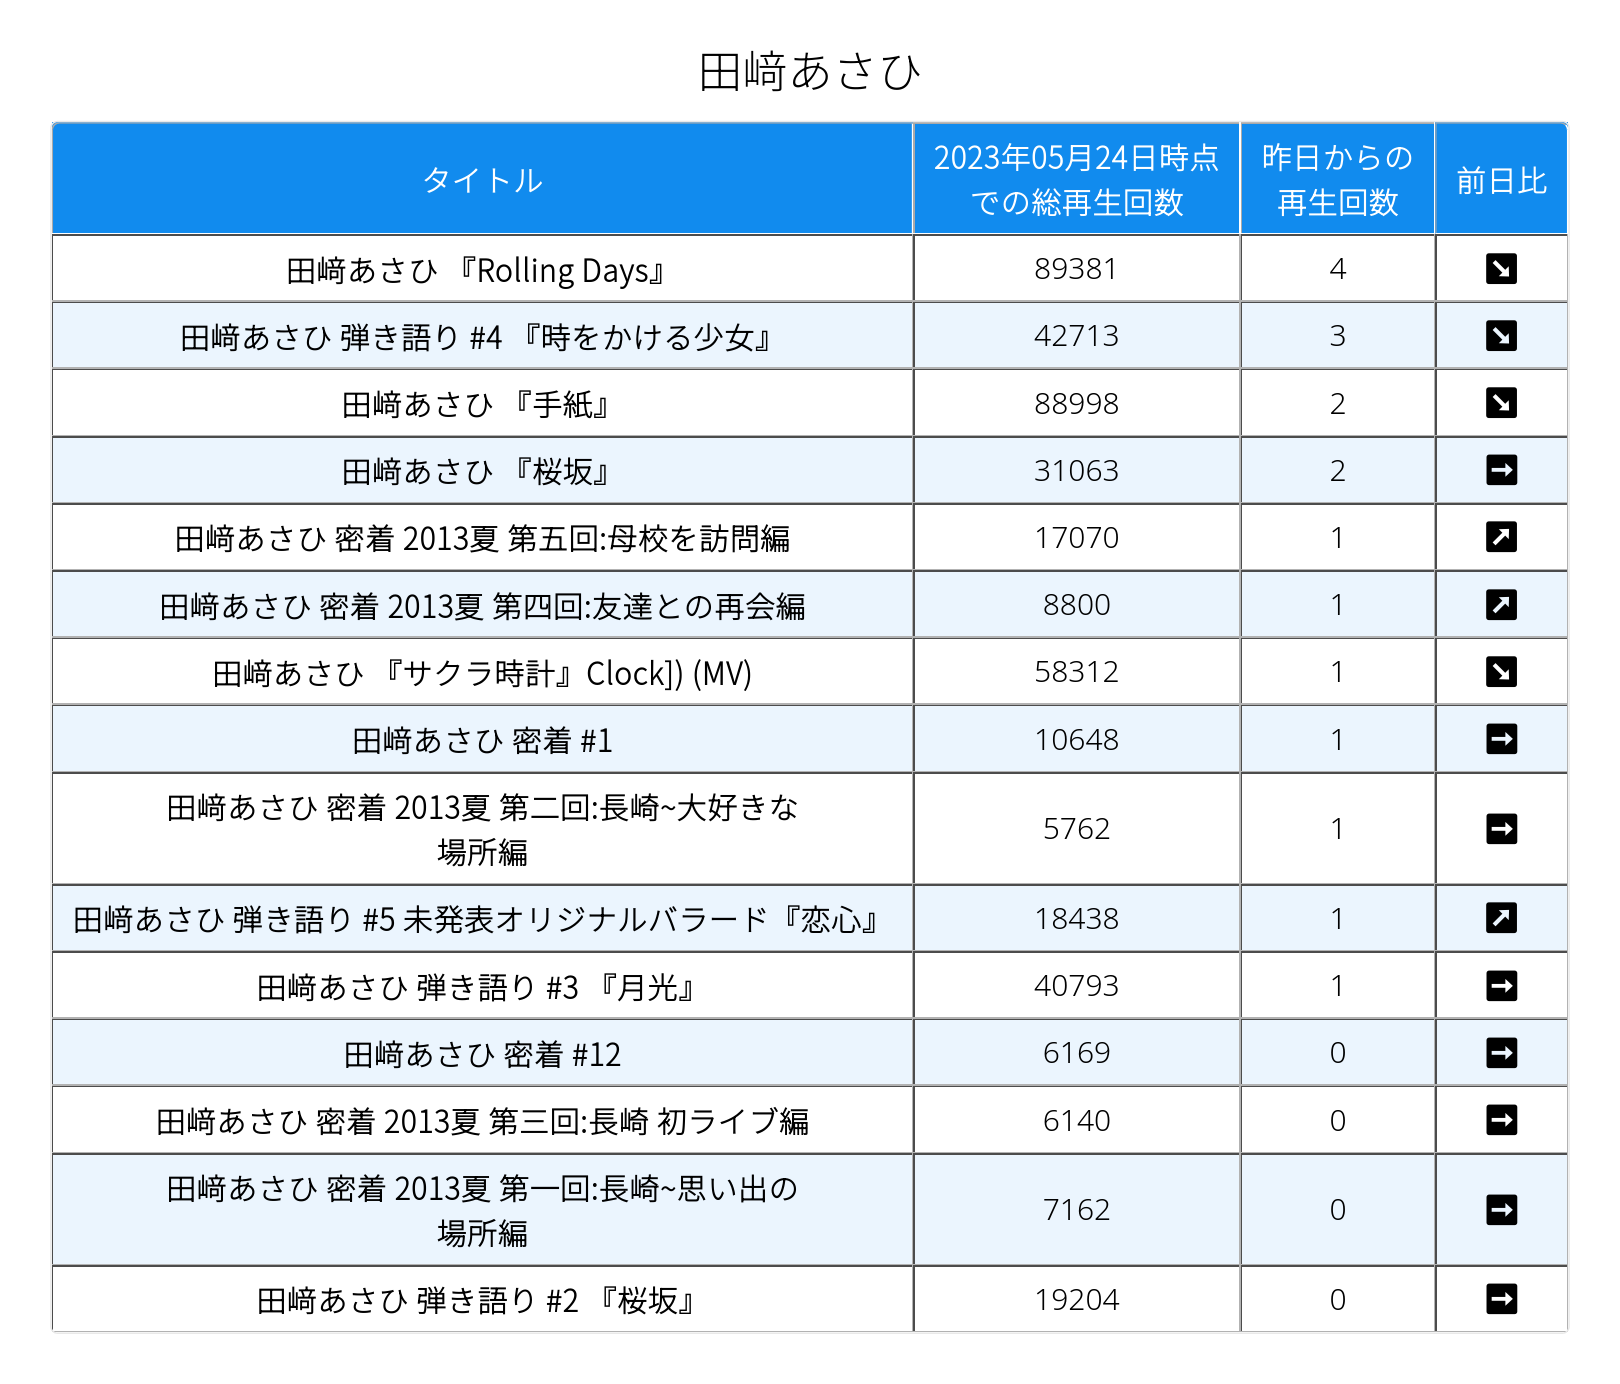 田﨑あさひ
タイトル
2023年05月24日時点
での総再生回数
昨日からの
再生回数
前日比
田﨑あさひ 『Rolling Days』 89381 4
田﨑あさひ 弾き語り #4 『時をかける少女』 42713 3
田﨑あさひ 『手紙』 88998 2
田﨑あさひ 『桜坂』 31063 2
田﨑あさひ 密着 2013夏 第五回:母校を訪問編 17070 1
田﨑あさひ 密着 2013夏 第四回:友達との再会編 8800 1
田﨑あさひ 『サクラ時計』Clock]) (MV) 58312 1
田﨑あさひ 密着 #1 10648 1
田﨑あさひ 密着 2013夏 第二回:長崎~大好きな
場所編 5762 1
田﨑あさひ 弾き語り #5 未発表オリジナルバラード『恋心』 18438 1
田﨑あさひ 弾き語り #3 『月光』 40793 1
田﨑あさひ 密着 #12 6169 0
田﨑あさひ 密着 2013夏 第三回:長崎 初ライブ編 6140 0
田﨑あさひ 密着 2013夏 第一回:長崎~思い出の
場所編 7162 0
田﨑あさひ 弾き語り #2 『桜坂』 19204 0